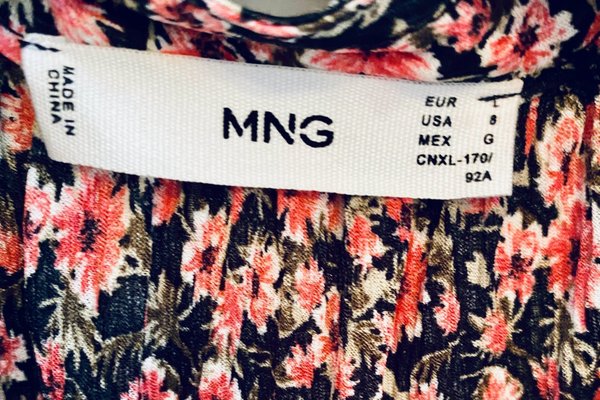 MADE IN
CHINA
MNG
EUR L
USA 8
MEX G
CNXL-170/
92A